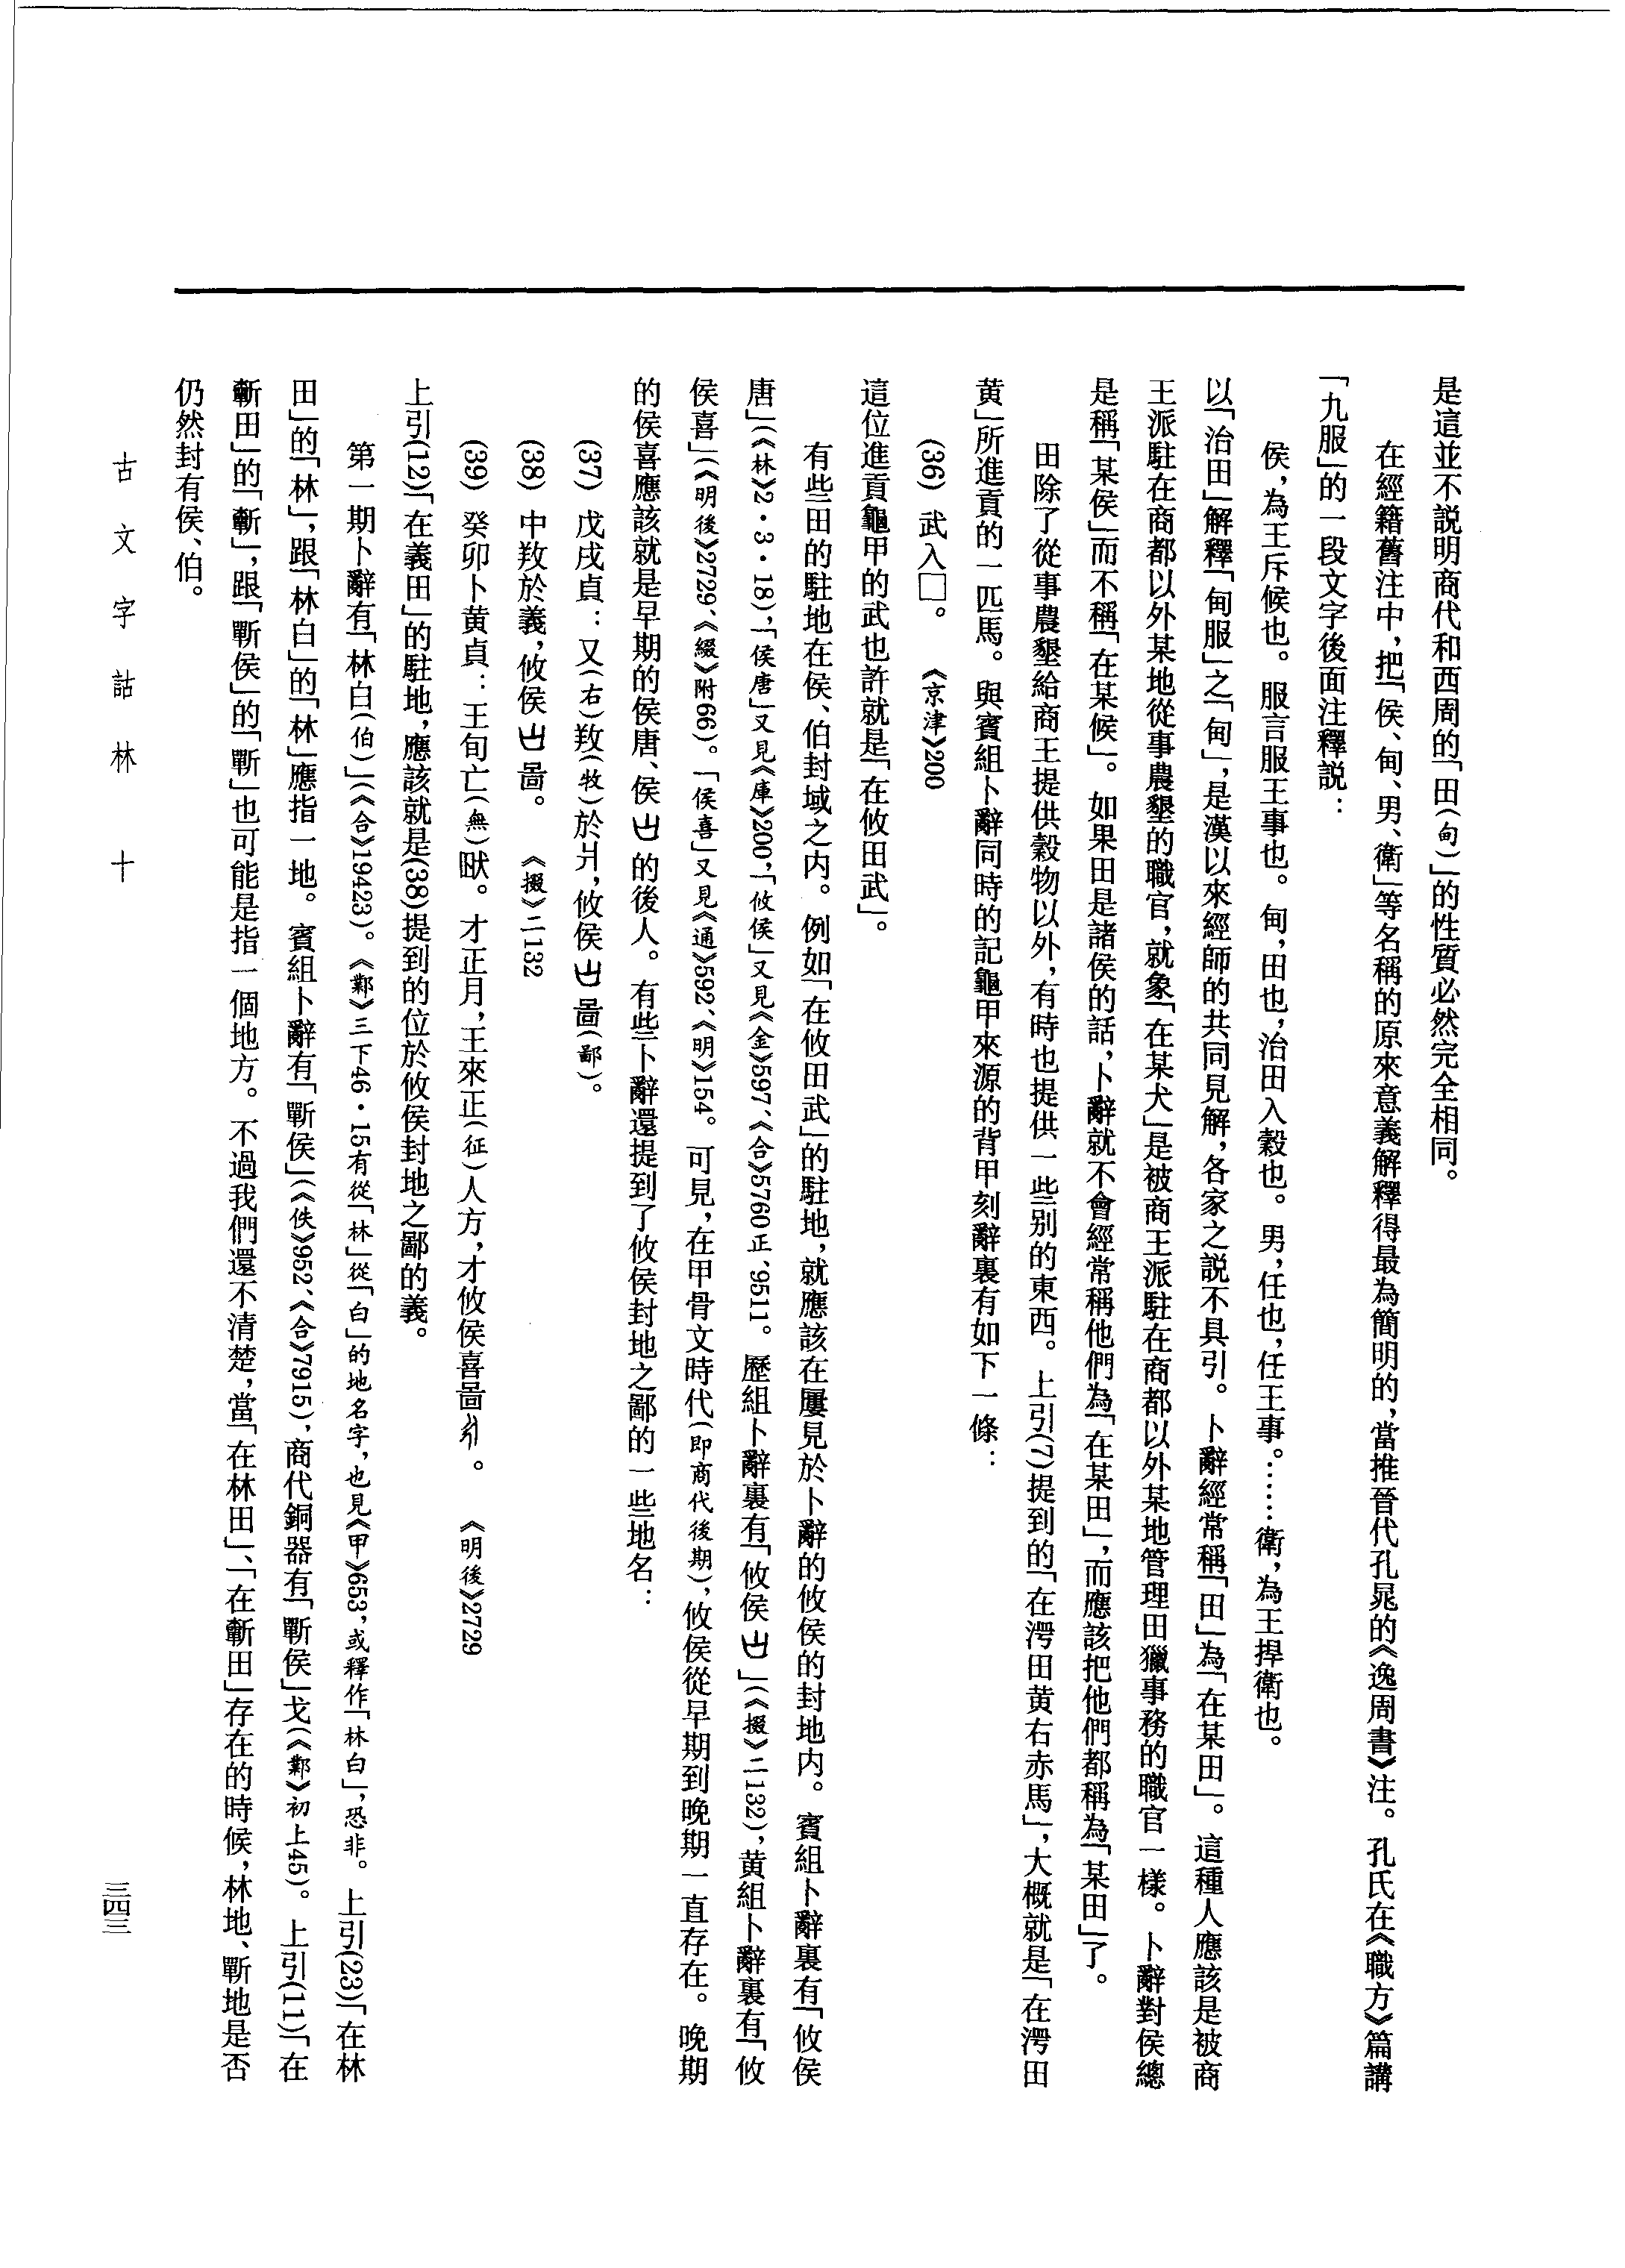 是這並不説明商代和西周的「田（甸）」的性質必然完全相同。
在經籍舊注中，把「侯、甸、男、衛」等名稱的原來意義解釋得最為簡明的，當推晉代孔晁的《逸周書》注。孔氏在《職方》篇講
「九服」的一段文字後面注釋説：
侯，為王斥候也。服言服王事也。甸，田也，治田入穀也。男，任也，任王事。……衛，為王捍衛也。
以「治田」解釋「甸服」之「甸」，是漢以來經師的共同見解，各家之説不具引。卜辭經常稱「田」為「在某田」。這種人應該是被商
王派駐在商都以外某地從事農墾的職官，就象「在某犬」是被商王派駐在商都以外某地管理田獵事務的職官一樣。卜辭對侯總
是稱「某侯」而不稱「在某候」。如果田是諸侯的話，卜辭就不會經常稱他們為「在某田」，而應該把他們都稱為「某田」了。
田除了從事農墾給商王提供穀物以外，有時也提供一些别的東西。上引(7)提到的「在澚田黄右赤馬」，大概就是「在澚田
黄」所進貢的一匹馬。與賓組卜辭同時的記龜甲來源的背甲刻辭裏有如下一條：
(36) 武入□。 《京津》200
這位進貢龜甲的武也許就是「在攸田武」。
有些田的駐地在侯、伯封域之内。例如「在攸田武」的駐地，就應該在屢見於卜辭的攸侯的封地内。賓組卜辭裏有「攸侯
唐」（《林》2·3·18），「侯唐」又見《庫》200，「攸侯」又見《金》597、《合》5760正、9511。歷組卜辭裏有「攸侯」（《掇》二132），黄組卜辭裏有「攸
侯喜」（《明後》2729、《綴》附66）。「侯喜」又見《通》592、《明》154。可見，在甲骨文時代（即商代後期），攸侯從早期到晚期一直存在。晚期
的侯喜應該就是早期的侯唐、侯的後人。有些卜辭還提到了攸侯封地之鄙的一些地名：
(37) 戊戌貞：又（右）㪅（牧）於爿，攸侯啚（鄙）。
(38) 中㪅於義，攸侯啚。 《掇》二132
(39) 癸卯卜黄貞：王旬亡（無）㕢。才正月，王來正（征）人方，才攸侯喜啚。 《明後》2729
上引(12)「在義田」的駐地，應該就是(38)提到的位於攸侯封地之鄙的義。
第一期卜辭有「林白（伯）」（《合》19423）。《鄴》三下46·15有從「林」從「白」的地名字，也見《甲》653，或釋作「林白」，恐非。上引(23)「在林
田」的「林」，跟「林白」的「林」應指一地。賓組卜辭有「斳侯」（《佚》952、《合》7915），商代銅器有「斳侯」戈（《鄴》初上45）。上引(11)「在
田」的「」，跟「斳侯」的「斳」也可能是指一個地方。不過我們還不清楚，當「在林田」、「在田」存在的時候，林地、斳地是否
仍然封有侯、伯。
古文字詁林 十
三四三